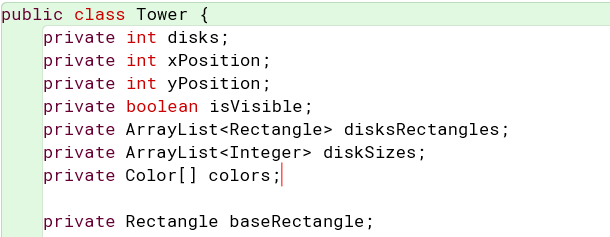 public class Tower {
private int disks;
private int xPosition;
private int yPosition;
private boolean isVisible;
private ArrayList<Rectangle> disksRectangles;
private ArrayList<Integer> diskSizes;
private Color[] colors;
private Rectangle baseRectangle;